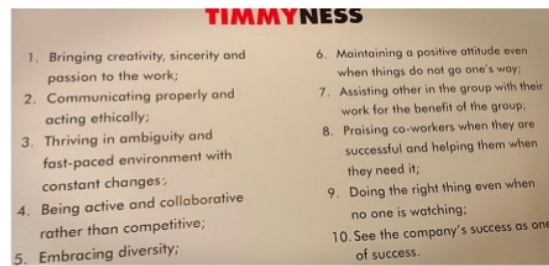 TIMMYNESS
1. Bringing creativity, sincerity and
passion to the work;
2. Communicating properly and
acting ethically;
3. Thriving in ambiguity and
fast-paced environment with
constant changes;
4. Being active and collaborative
rather than competitive;
5. Embracing diversity;
6. Maintaining a positive attitude even
when things do not go one's way;
7. Assisting other in the group with their
work for the benefit of the group;
8. Praising co-workers when they are
successful and helping them when
they need it;
9. Doing the right thing even when
no one is watching;
10. See the company's success as one
of success.